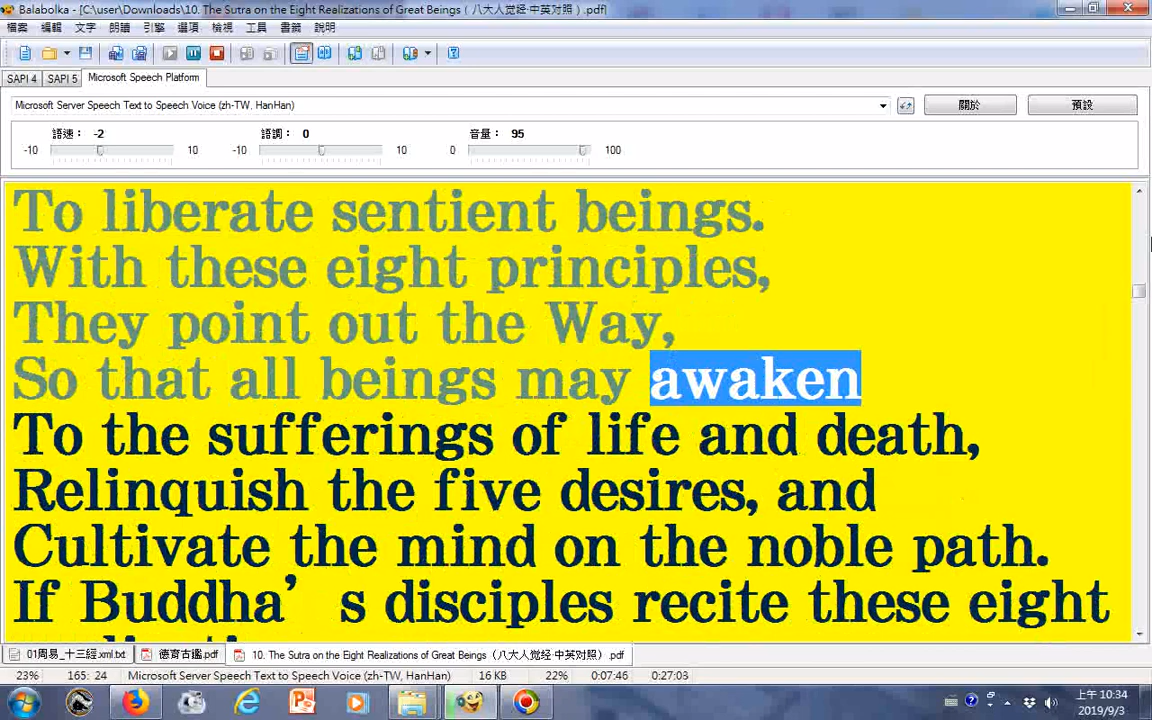 Balabolka - [C:\user\Downloads\10. The Sutra on the Eight Realizations of Great Beings（八大人觉经·中英对照）.pdf]
檔案 編輯 文字 朗讀 引擎 選項 檢視 工具 書籤 說明
SAPI 4 SAPI 5 Microsoft Speech Platform
Microsoft Server Speech Text to Speech Voice (zh-TW, HanHan) 關於 預設
語速： -2 語調： 0 音量： 95
-10 10 -10 10 0 100
To liberate sentient beings.
With these eight principles,
They point out the Way,
So that all beings may awaken
To the sufferings of life and death,
Relinquish the five desires, and
Cultivate the mind on the noble path.
If Buddha’s disciples recite these eight
01周易_十三經.xml.txt 德育古鑑.pdf 10. The Sutra on the Eight Realizations of Great Beings（八大人觉经·中英对照）.pdf
23% 165: 24 Microsoft Server Speech Text to Speech Voice (zh-TW, HanHan) 16 KB 22% 0:07:46 0:27:03
上午 10:34
2019/9/3